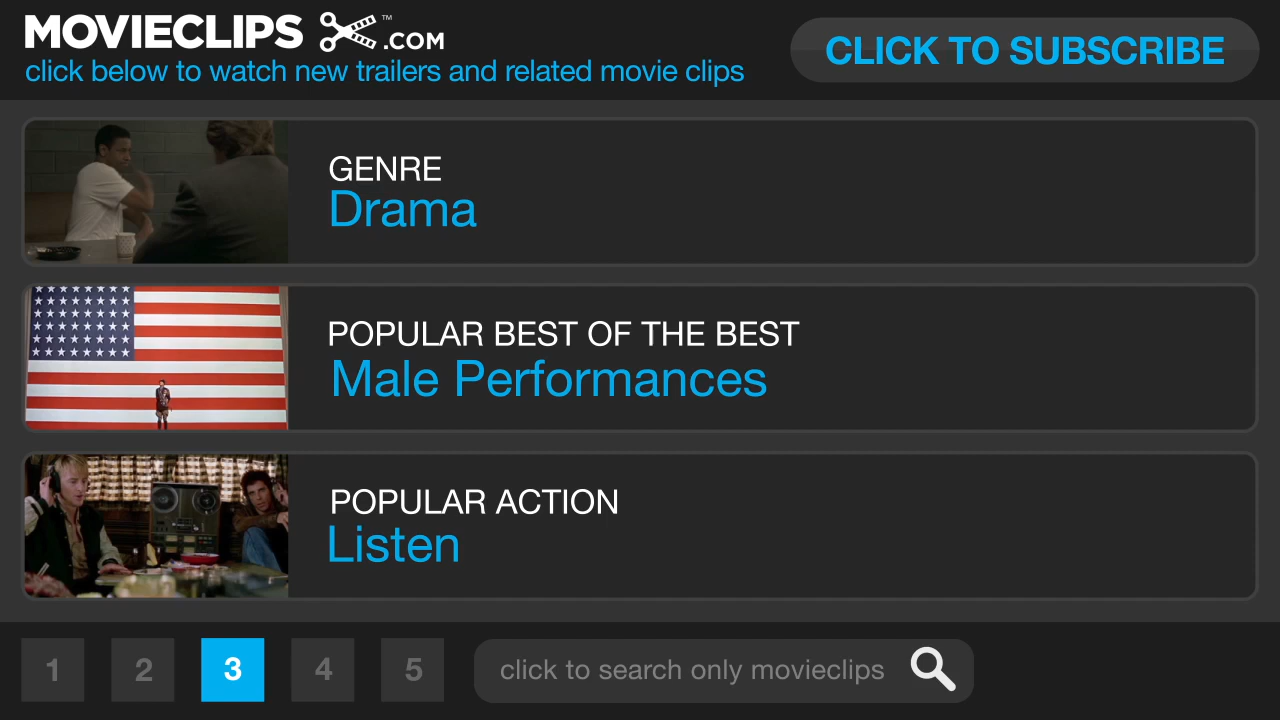 MOVIECLIPS ™ .COM
click below to watch new trailers and related movie clips
CLICK TO SUBSCRIBE
GENRE
Drama
POPULAR BEST OF THE BEST
Male Performances
POPULAR ACTION
Listen
1 2 3 4 5
click to search only movieclips